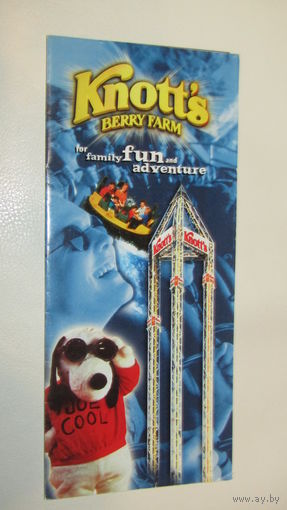 Knott's
BERRY FARM
for
family fun and
adventure
Knott's
Knott's
JOE
COOL
www.ay.by